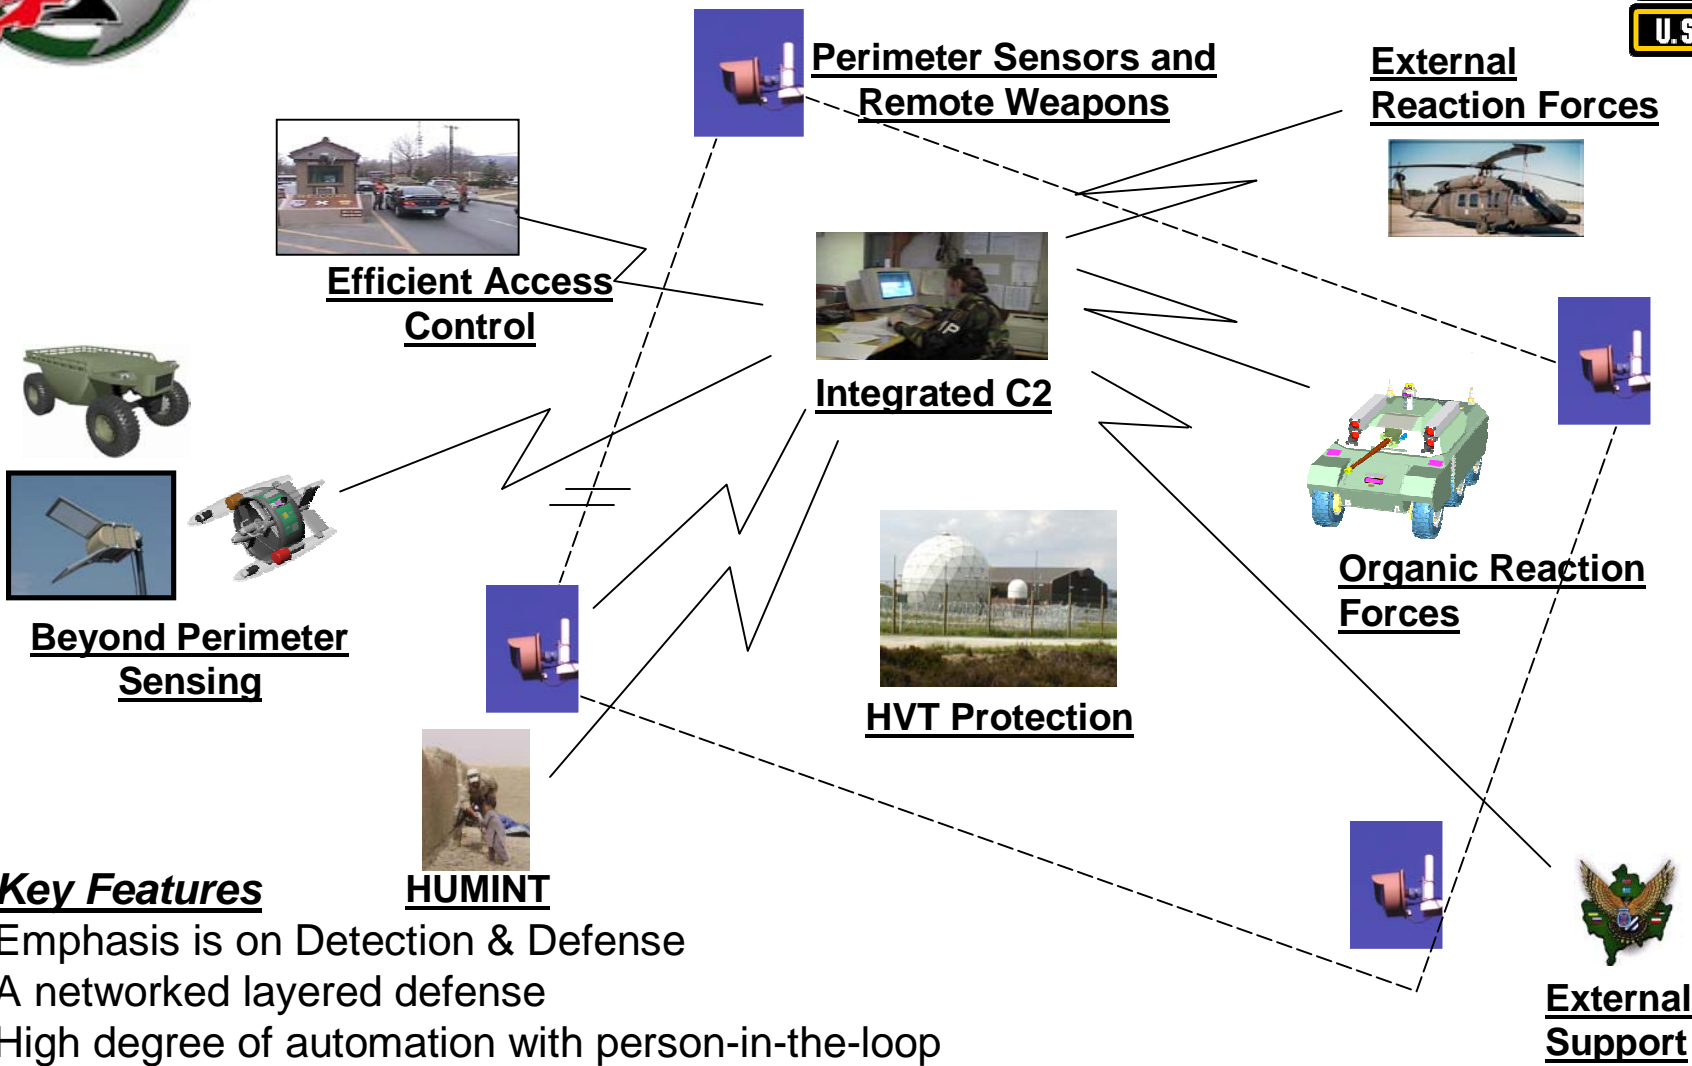 U.S
Perimeter Sensors and
Remote Weapons
External
Reaction Forces
Efficient Access
Control
Integrated C2
Organic Reaction
Forces
Beyond Perimeter
Sensing
HVT Protection
HUMINT
Key Features
Emphasis is on Detection & Defense
A networked layered defense
High degree of automation with person-in-the-loop
External
Support